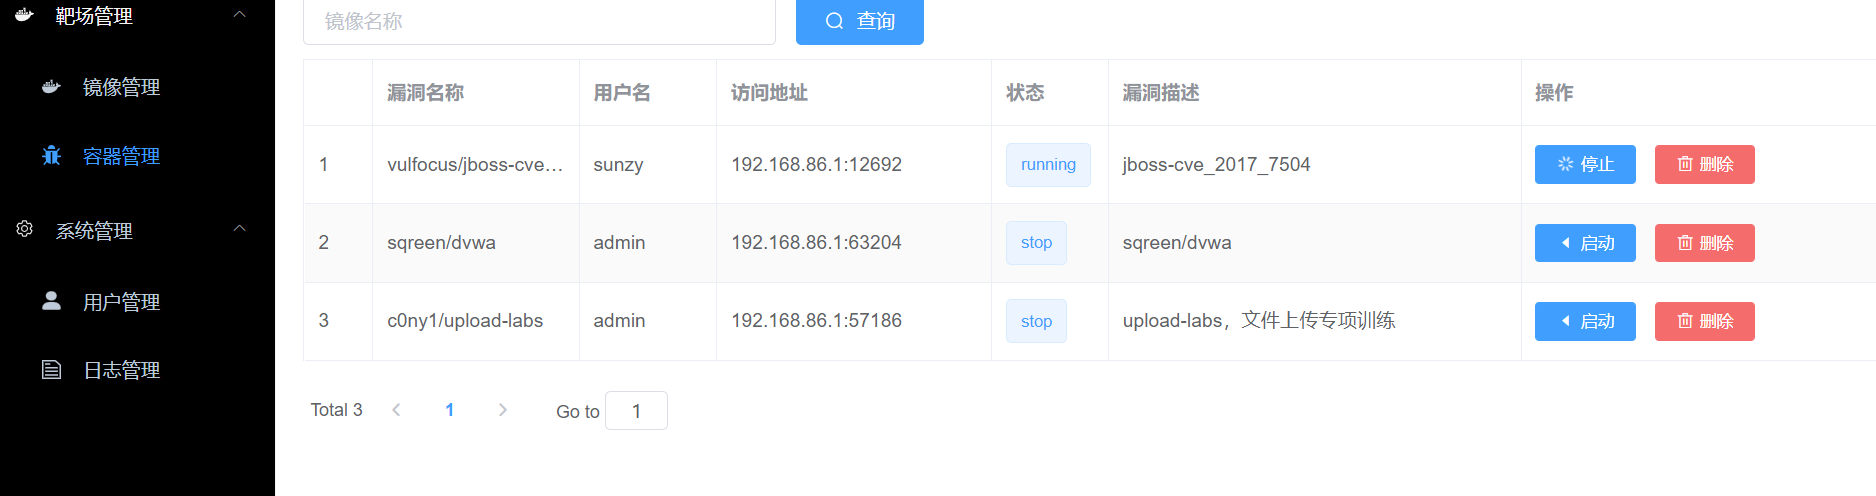 靶场管理
镜像管理
容器管理
系统管理
用户管理
日志管理
镜像名称 查询
漏洞名称 用户名 访问地址 状态 漏洞描述 操作
1 vulfocus/jboss-cve... sunzy 192.168.86.1:12692 running jboss-cve_2017_7504 停止 删除
2 sqreen/dvwa admin 192.168.86.1:63204 stop sqreen/dvwa 启动 删除
3 c0ny1/upload-labs admin 192.168.86.1:57186 stop upload-labs，文件上传专项训练 启动 删除
Total 3 1 Go to 1